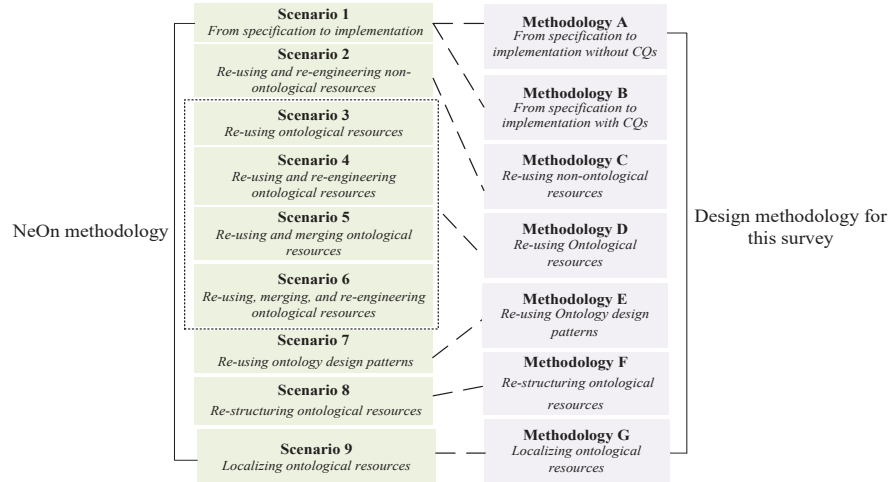 NeOn methodology
Scenario 1
From specification to implementation
Scenario 2
Re-using and re-engineering non-
ontological resources
Scenario 3
Re-using ontological resources
Scenario 4
Re-using and re-engineering
ontological resources
Scenario 5
Re-using and merging ontological
resources
Scenario 6
Re-using, merging, and re-engineering
ontological resources
Scenario 7
Re-using ontology design patterns
Scenario 8
Re-structuring ontological resources
Scenario 9
Localizing ontological resources
Methodology A
From specification to
implementation without CQs
Methodology B
From specification to
implementation with CQs
Methodology C
Re-using non-ontological
resources
Methodology D
Re-using Ontological
resources
Methodology E
Re-using Ontology design
patterns
Methodology F
Re-structuring ontological
resources
Methodology G
Localizing ontological
resources
Design methodology for
this survey